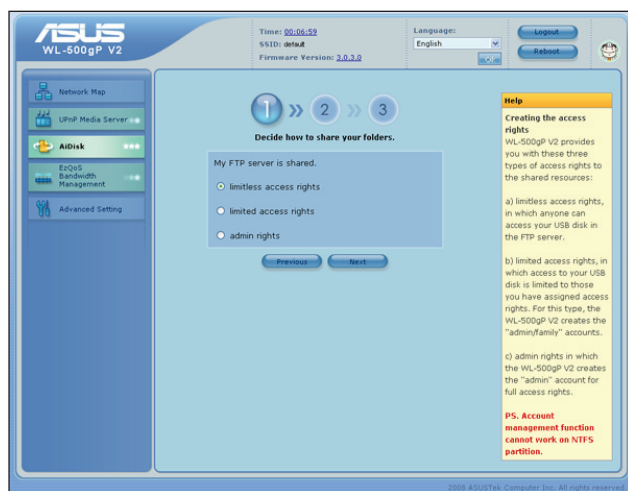 ASUS
WL-500gP V2
Time: 00:06:59
SSID: default
Firmware Version: 3.0.3.0
Language:
English
Logout
Reboot
Network Map
UPnP Media Server
AiDisk
EzQoS
Bandwidth
Management
Advanced Setting
1 » 2 » 3
Decide how to share your folders.
My FTP server is shared.
limitless access rights
limited access rights
admin rights
Previous
Next
Help
Creating the access
rights
WL-500gP V2 provides
you with these three
types of access rights to
the shared resources:
a) limitless access rights,
in which anyone can
access your USB disk in
the FTP server.
b) limited access rights, in
which access to your USB
disk is limited to those
you have assigned access
rights. For this type, the
WL-500gP V2 creates the
"admin/family" accounts.
c) admin rights in which
the WL-500gP V2 creates
the "admin" account for
full access rights.
PS. Account
management function
cannot work on NTFS
partition.
2008 ASUSTek Computer Inc. All rights reserved.